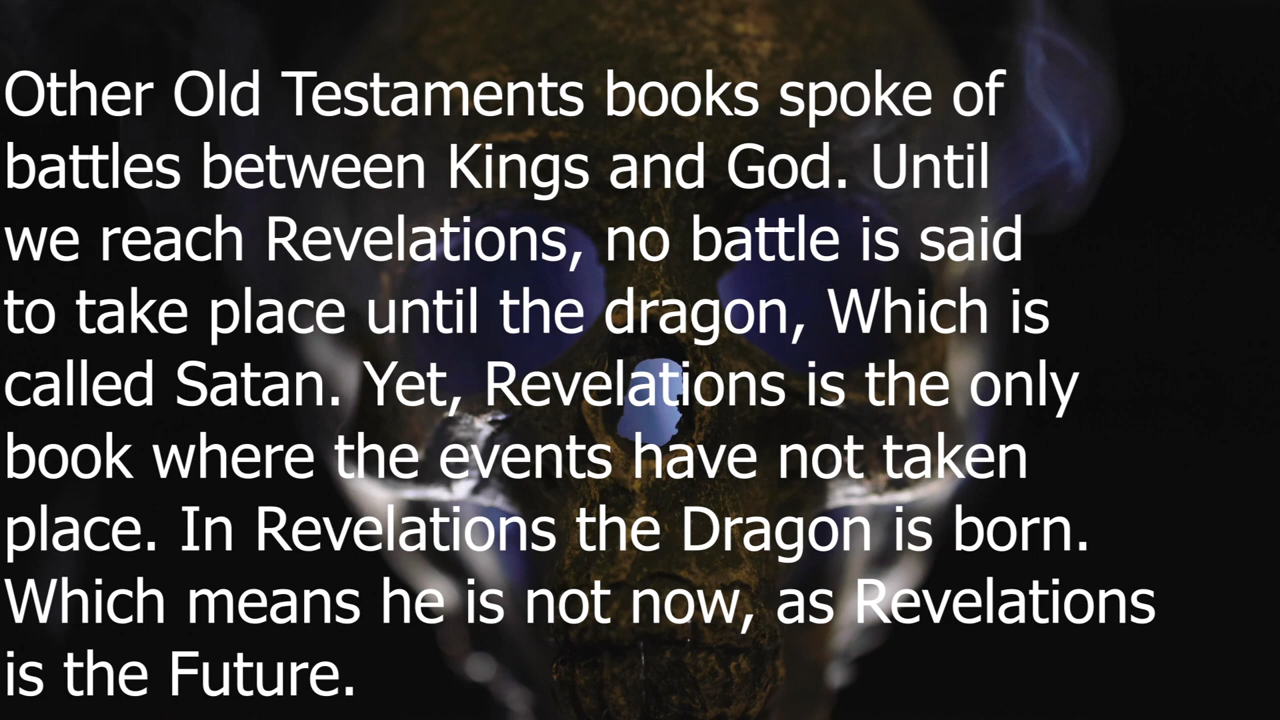 Other Old Testaments books spoke of
battles between Kings and God. Until
we reach Revelations, no battle is said
to take place until the dragon, Which is
called Satan. Yet, Revelations is the only
book where the events have not taken
place. In Revelations the Dragon is born.
Which means he is not now, as Revelations
is the Future.